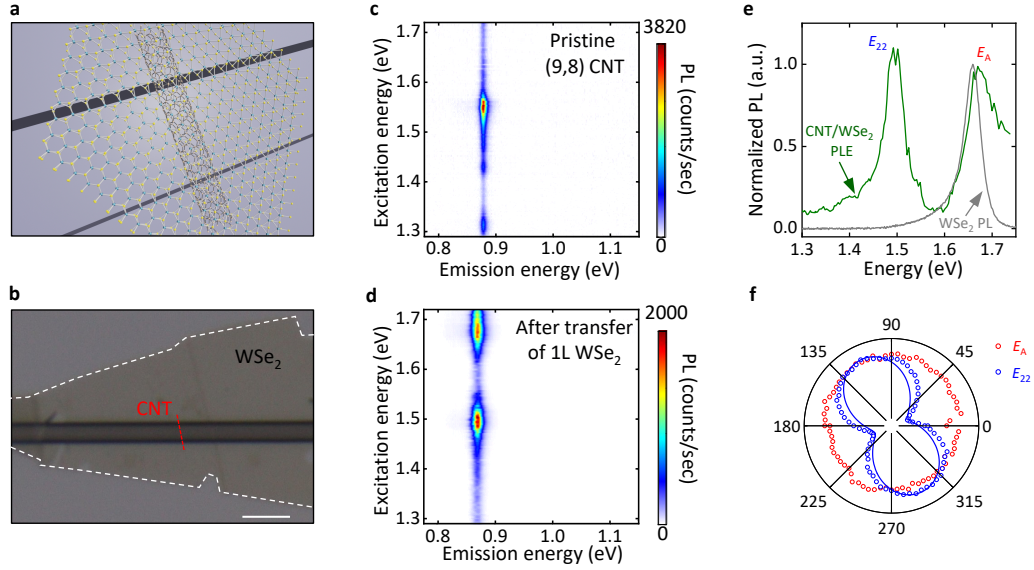 a
b
WSe2
CNT
c
Pristine
(9,8) CNT
Excitation energy (eV)
1.7
1.6
1.5
1.4
1.3
0.8
0.9
1.0
1.1
Emission energy (eV)
3820
0
PL (counts/sec)
d
After transfer
of 1L WSe2
Excitation energy (eV)
1.7
1.6
1.5
1.4
1.3
0.8
0.9
1.0
1.1
Emission energy (eV)
2000
0
PL (counts/sec)
e
E22
EA
CNT/WSe2
PLE
WSe2 PL
Normalized PL (a.u.)
1.0
0.5
0.0
1.3
1.4
1.5
1.6
1.7
Energy (eV)
f
90
135
45
180
0
225
315
270
EA
E22